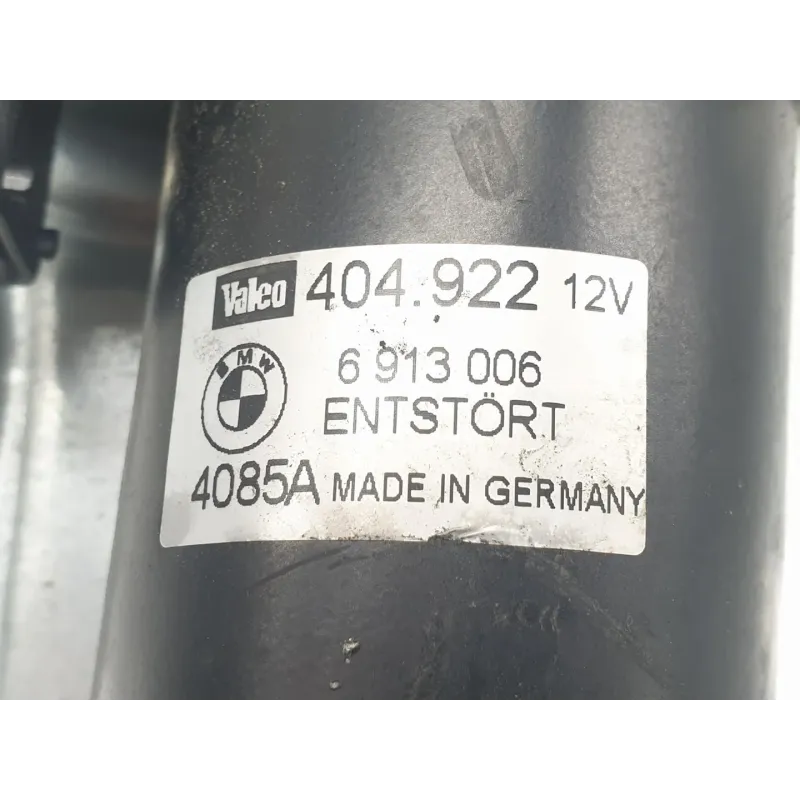 Valeo 404.922 12V
BMW 6 913 006
ENTSTÖRT
4085A MADE IN GERMANY